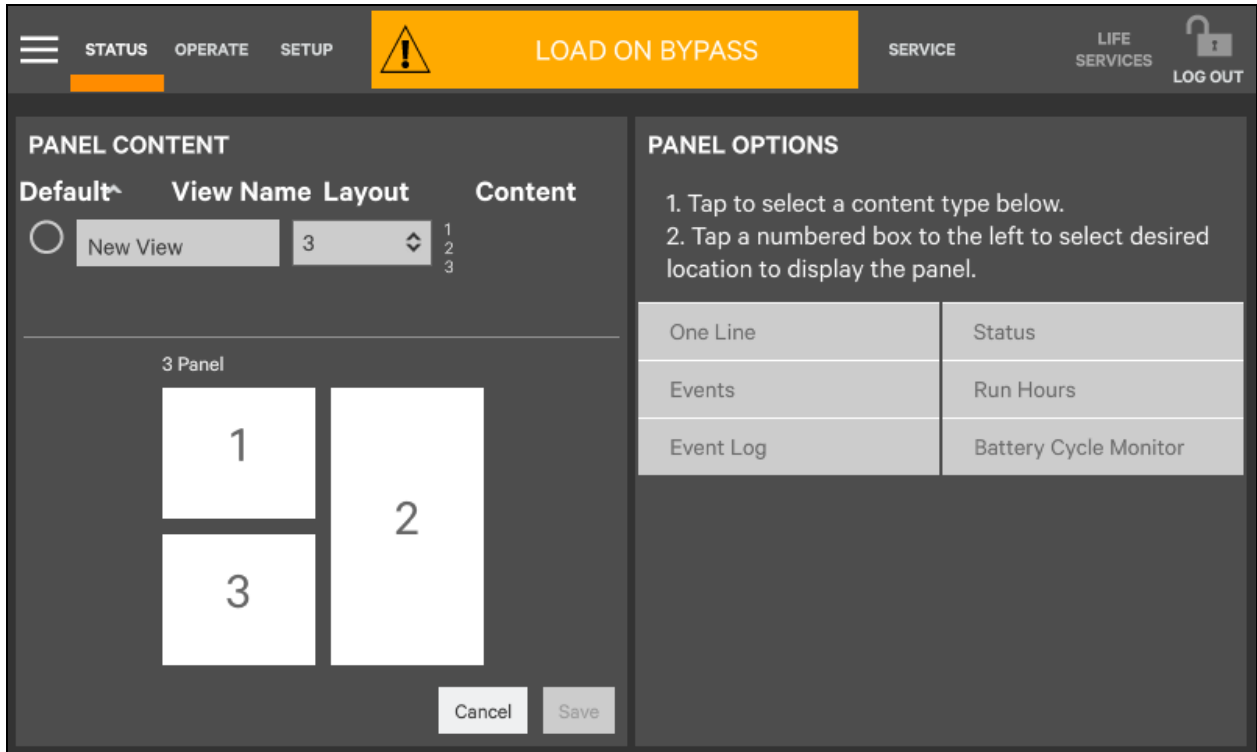 STATUS OPERATE SETUP LOAD ON BYPASS SERVICE LIFE SERVICES LOG OUT
PANEL CONTENT
Default View Name Layout Content
New View 3 1
2
3
3 Panel
1
2
3
Cancel Save
PANEL OPTIONS
1. Tap to select a content type below.
2. Tap a numbered box to the left to select desired
location to display the panel.
One Line Status
Events Run Hours
Event Log Battery Cycle Monitor